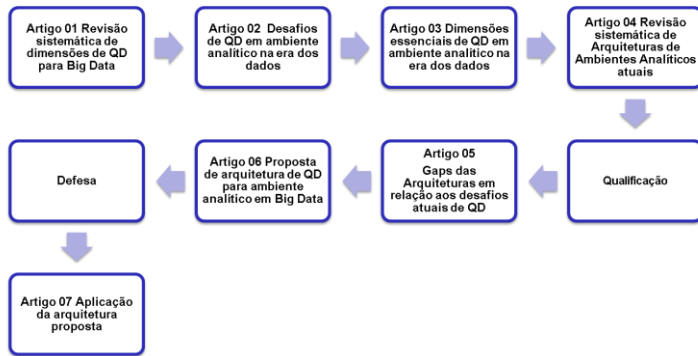 Artigo 01 Revisão
sistemática de
dimensões de QD
para Big Data
Artigo 02 Desafios
de QD em ambiente
analítico na era dos
dados
Artigo 03 Dimensões
essenciais de QD em
ambiente analítico na
era dos dados
Artigo 04 Revisão
sistemática de
Arquiteturas de
Ambientes Analíticos
atuais
Qualificação
Artigo 05
Gaps das
Arquiteturas em
relação aos desafios
atuais de QD
Artigo 06 Proposta
de arquitetura de QD
para ambiente
analítico em Big Data
Defesa
Artigo 07 Aplicação
da arquitetura
proposta